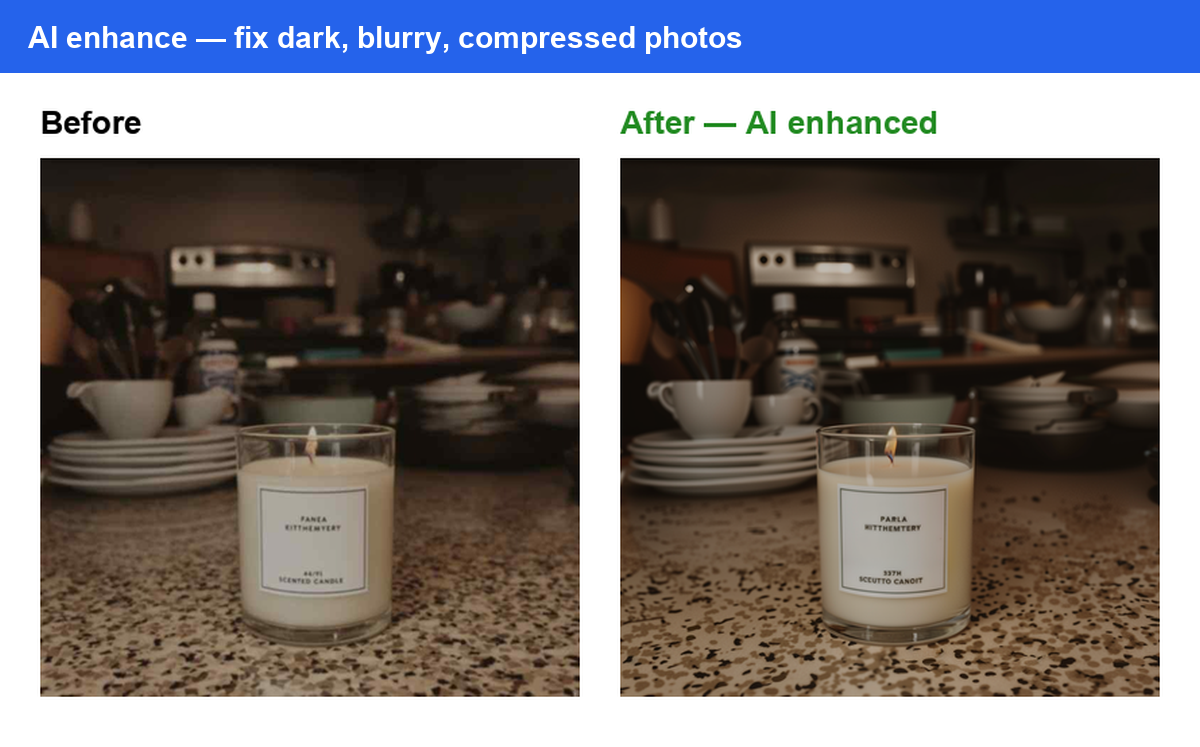 AI enhance — fix dark, blurry, compressed photos
Before
After — AI enhanced
FANEA
KITTHEMYERY
SCENTED CANDLE
PARLA
HITTHEMTERY
33TH
SCEUTTO CANOIT